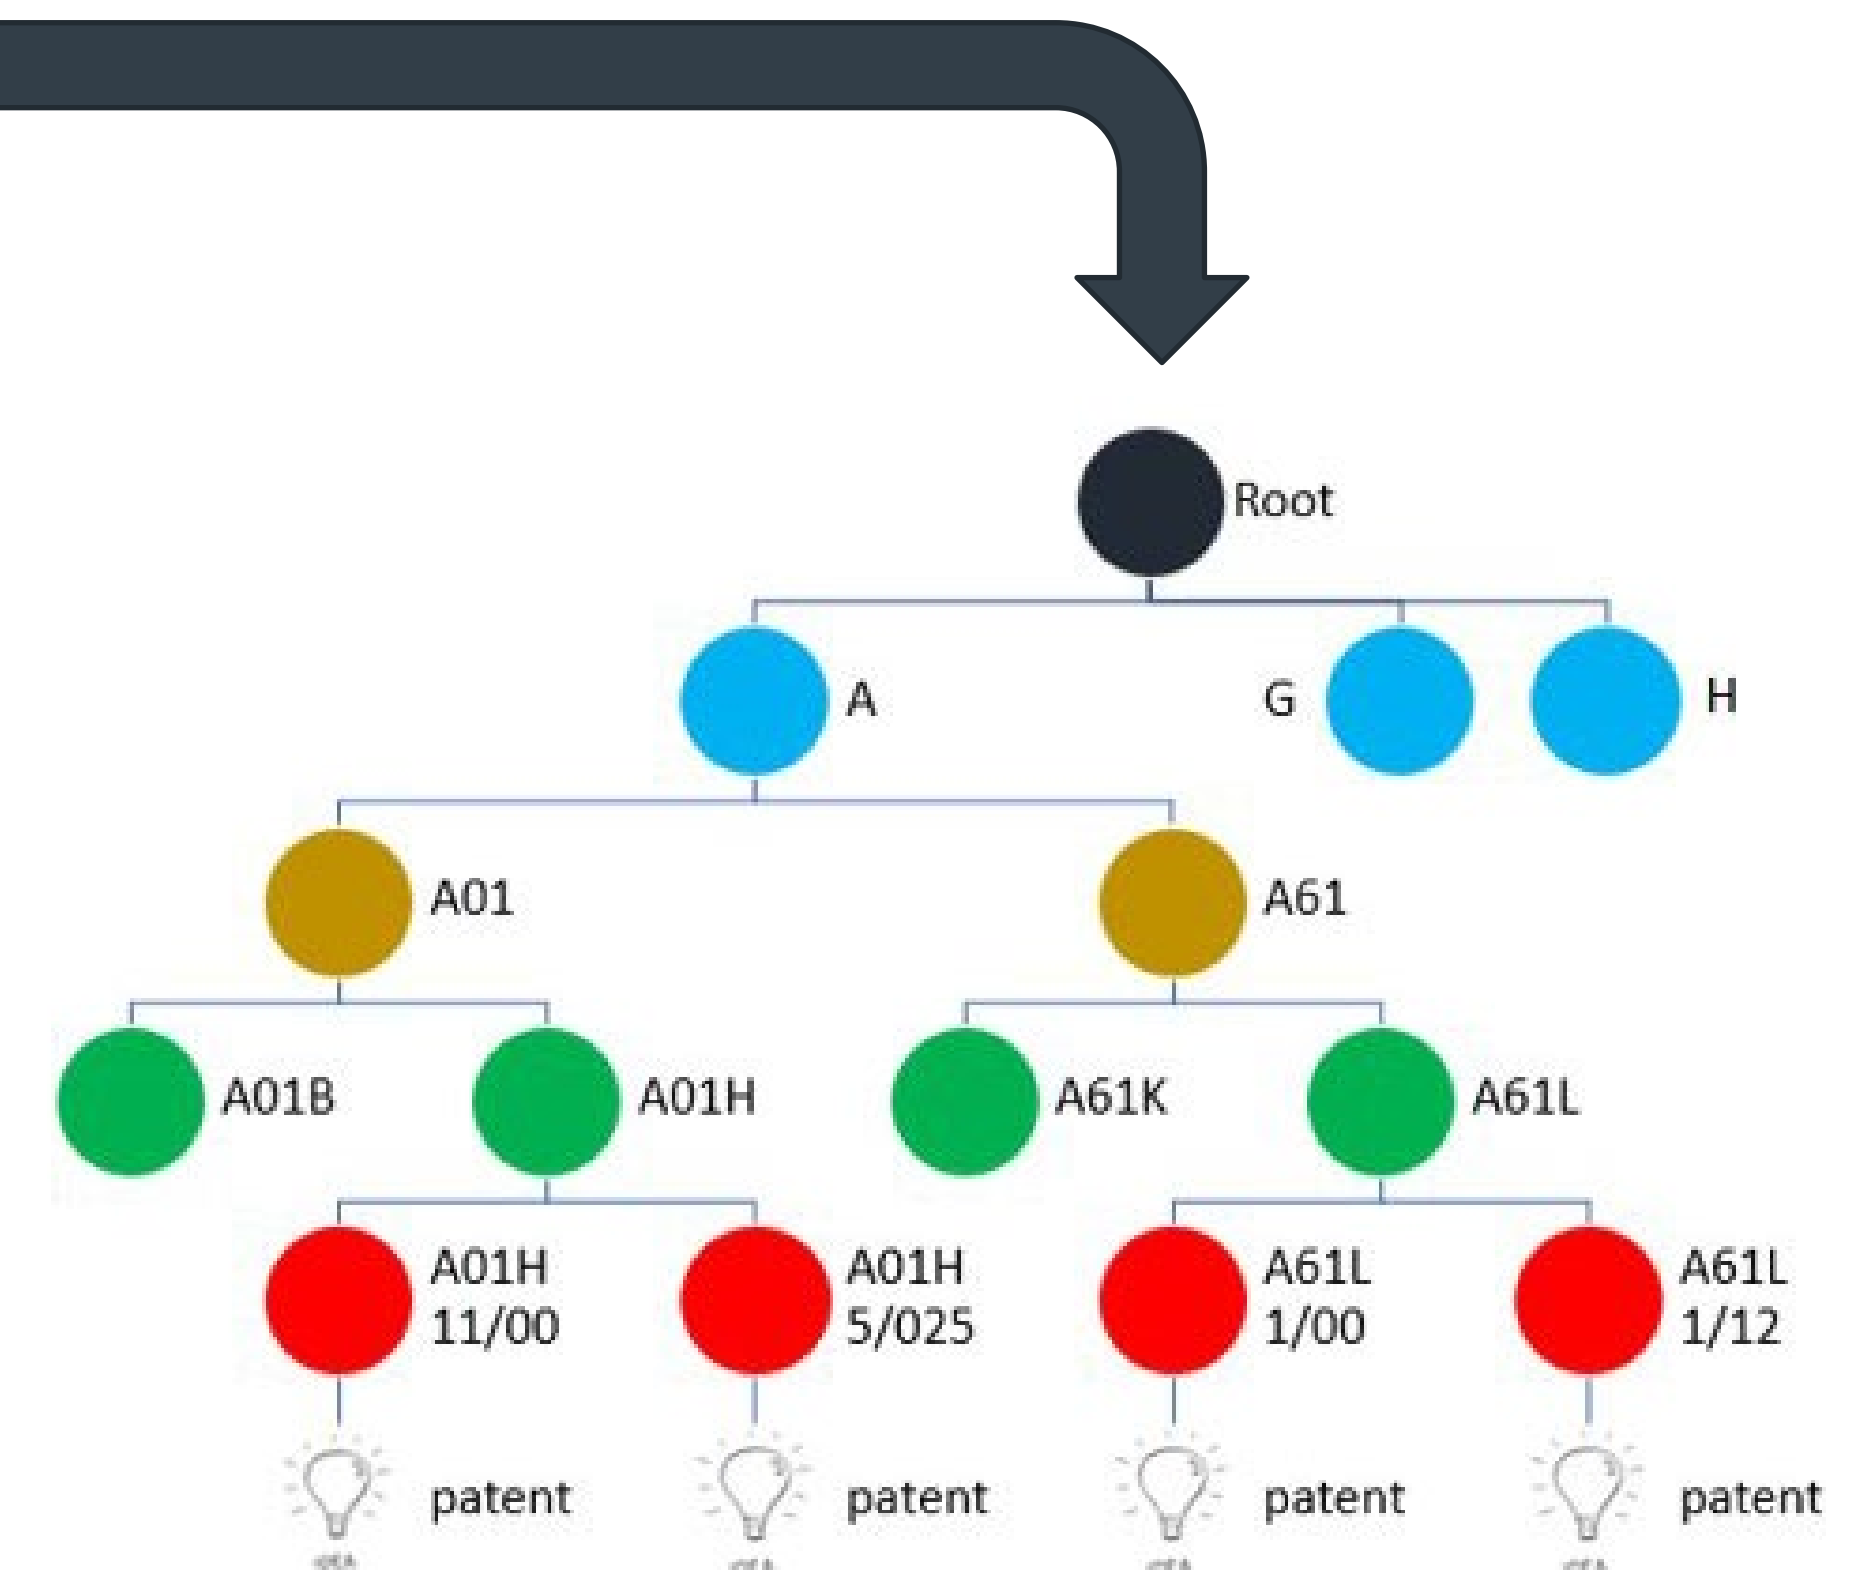 Root
A
G
H
A01
A61
A01B
A01H
A61K
A61L
A01H
11/00
A01H
5/025
A61L
1/00
A61L
1/12
patent
patent
patent
patent